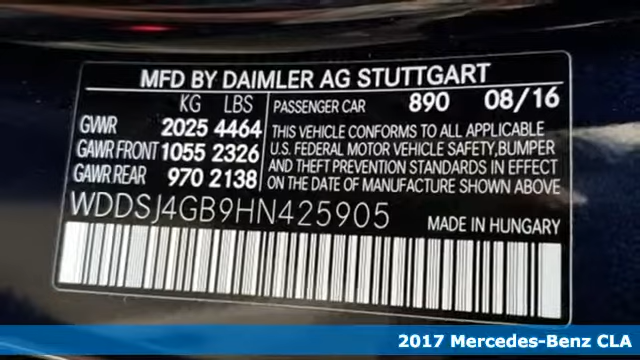 MFD BY DAIMLER AG STUTTGART
KG LBS PASSENGER CAR 890 08/16
GVWR 2025 4464 THIS VEHICLE CONFORMS TO ALL APPLICABLE
GAWR FRONT 1055 2326 U.S. FEDERAL MOTOR VEHICLE SAFETY,BUMPER
AND THEFT PREVENTION STANDARDS IN EFFECT
GAWR REAR 970 2138 ON THE DATE OF MANUFACTURE SHOWN ABOVE
WDDSJ4GB9HN425905 MADE IN HUNGARY
2017 Mercedes-Benz CLA